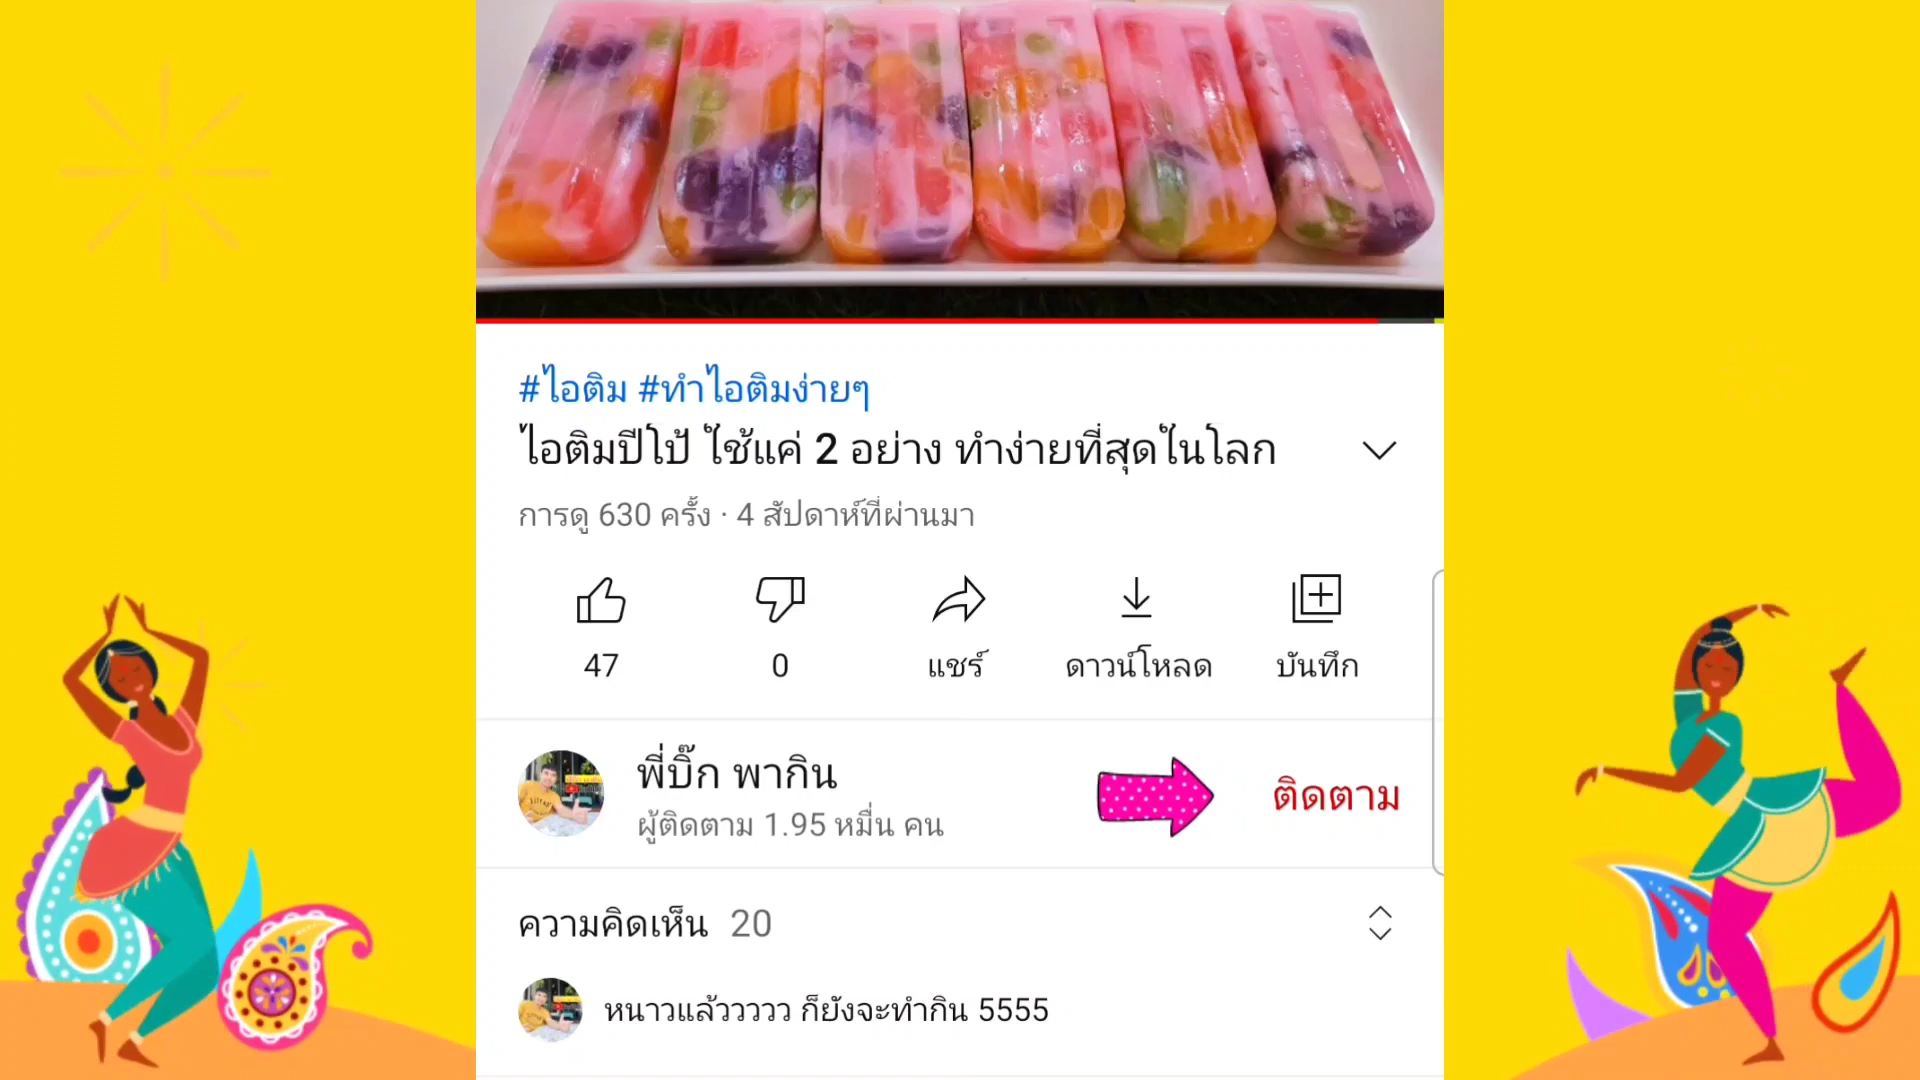 #ไอติม #ทำไอติมง่ายๆ
ไอติมปีโป้ ใช้แค่ 2 อย่าง ทำง่ายที่สุดในโลก
การดู 630 ครั้ง · 4 สัปดาห์ที่ผ่านมา
47 0 แชร์ ดาวน์โหลด บันทึก
พี่บิ๊ก พากิน
ติดตาม
ผู้ติดตาม 1.95 หมื่น คน
ความคิดเห็น 20
หนาวแล้ววววว ก็ยังจะทำกิน 5555